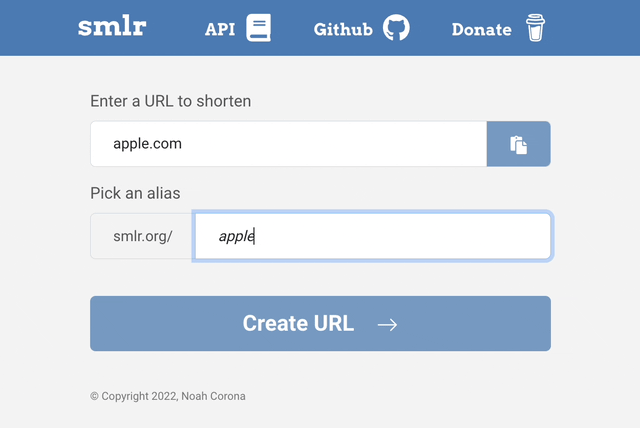 smlr API Github Donate
Enter a URL to shorten
apple.com
Pick an alias
smlr.org/ apple
Create URL
© Copyright 2022, Noah Corona